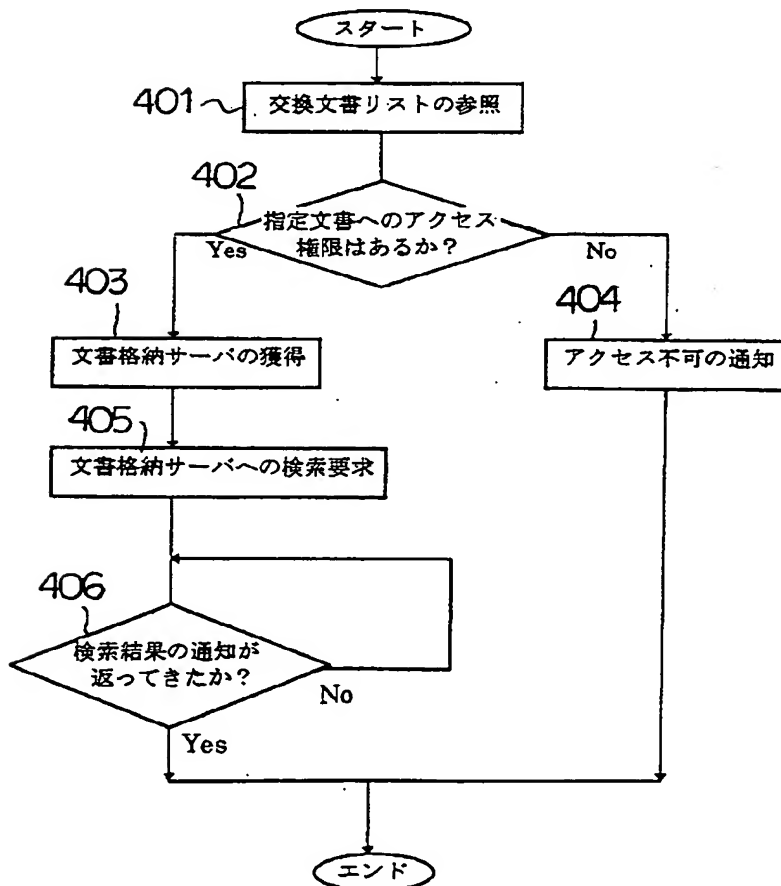 スタート
401
交換文書リストの参照
402
指定文書へのアクセス
権限はあるか？
Yes
No
403
文書格納サーバの獲得
404
アクセス不可の通知
405
文書格納サーバへの検索要求
406
検索結果の通知が
返ってきたか？
No
Yes
エンド